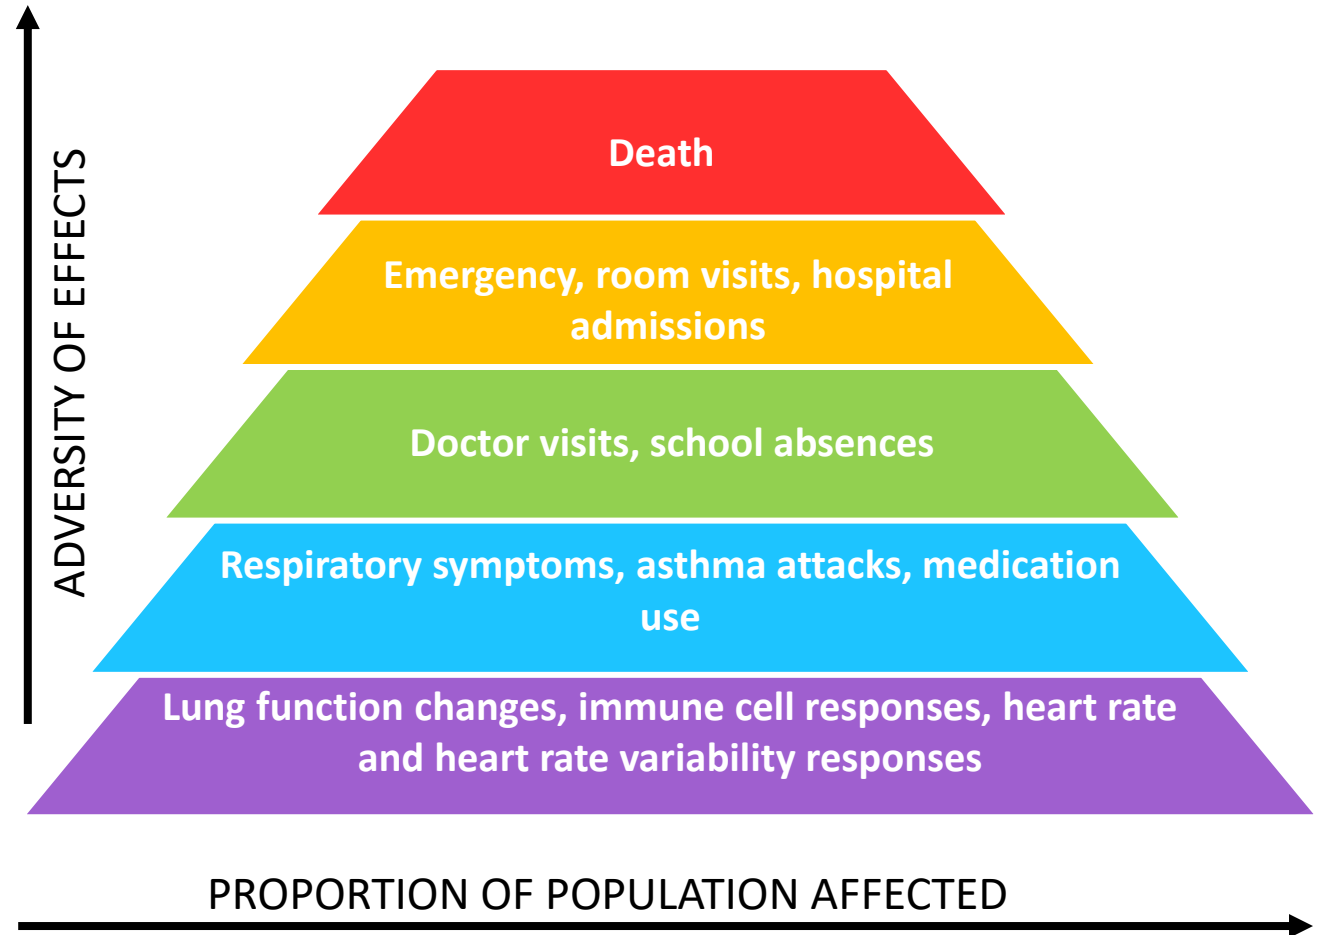 ADVERSITY OF EFFECTS
Death
Emergency, room visits, hospital
admissions
Doctor visits, school absences
Respiratory symptoms, asthma attacks, medication
use
Lung function changes, immune cell responses, heart rate
and heart rate variability responses
PROPORTION OF POPULATION AFFECTED